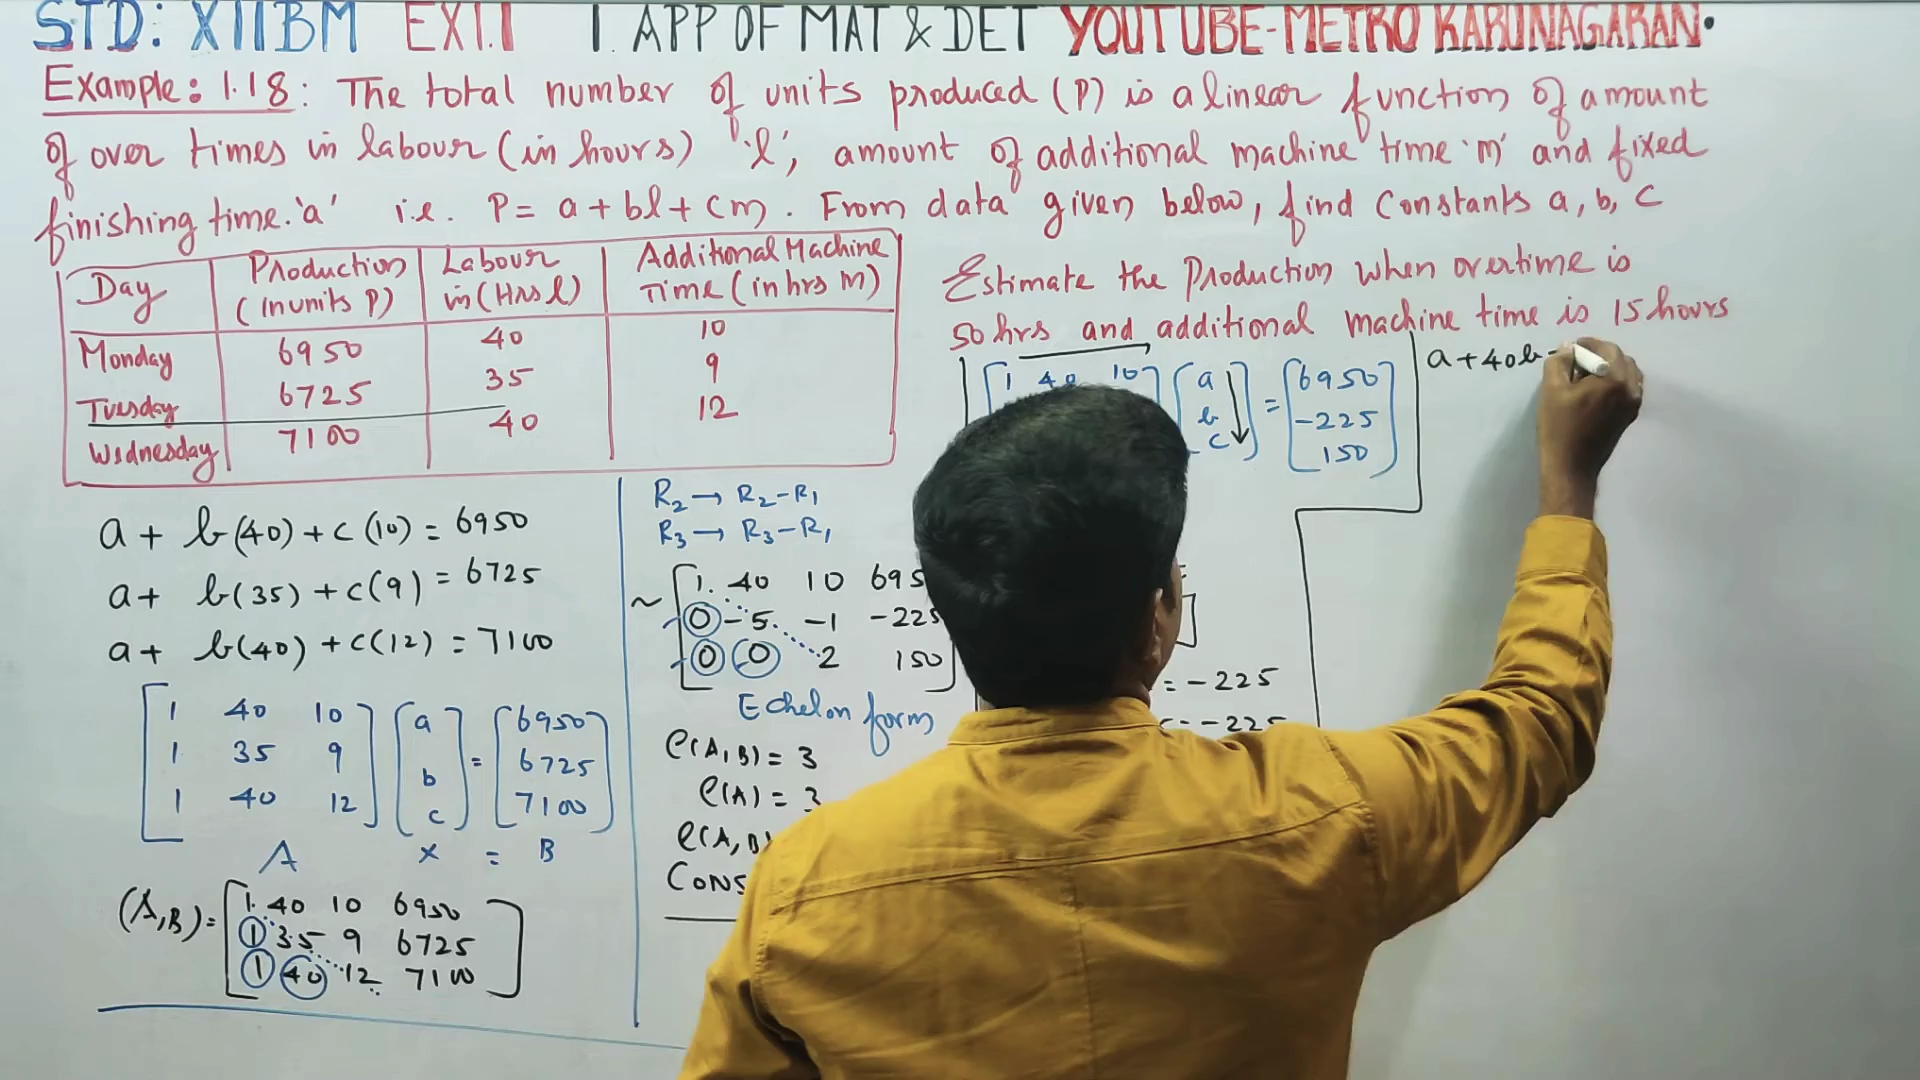 STD: XIIBM EX1.1 1. APP OF MAT & DET YOUTUBE-METRO KARUNAGARAN.
Example: 1.18: The total number of units produced (P) is a linear function of amount
of over times in labour (in hours) 'l', amount of additional machine time 'm' and fixed
finishing time.'a' i.e. P = a + bl + cm. From data given below, find Constants a, b, c
Day Production (In units P) Labour in (Hrs l) Additional Machine Time (in hrs m)
Monday 6950 40 10
Tuesday 6725 35 9
Wednesday 7100 40 12
Estimate the Production when overtime is
50 hrs and additional machine time is 15 hours
a + b(40) + c(10) = 6950
a + b(35) + c(9) = 6725
a + b(40) + c(12) = 7100
1 40 10 a = 6950
1 35 9 b 6725
1 40 12 c 7100
A X = B
(A,B) = 1 40 10 6950
1 35 9 6725
1 40 12 7100
R2 → R2 - R1
R3 → R3 - R1
~ 1 40 10 695
0 -5 -1 -225
0 0 2 150
Echelon form
ρ(A,B) = 3
ρ(A) = 3
ρ(A,B)
CONS
1 40 10 a = 6950
b -225
c 150
= -225
= -225
a + 40b